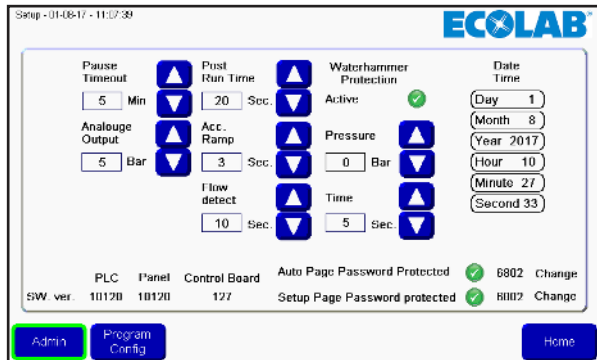 Setup - 01-08-17 - 11:07:39
ECOLAB®
Pause Timeout
5 Min
Post Run Time
20 Sec.
Waterhammer Protection
Active
Date Time
Day 1
Month 8
Year 2017
Hour 10
Minute 27
Second 33
Analouge Output
5 Bar
Acc. Ramp
3 Sec.
Pressure
0 Bar
Flow detect
10 Sec.
Time
5 Sec.
PLC Panel Control Board
SW. ver. 10120 10120 127
Auto Page Password Protected 6802 Change
Setup Page Password protected 6002 Change
Admin
Program Config
Home